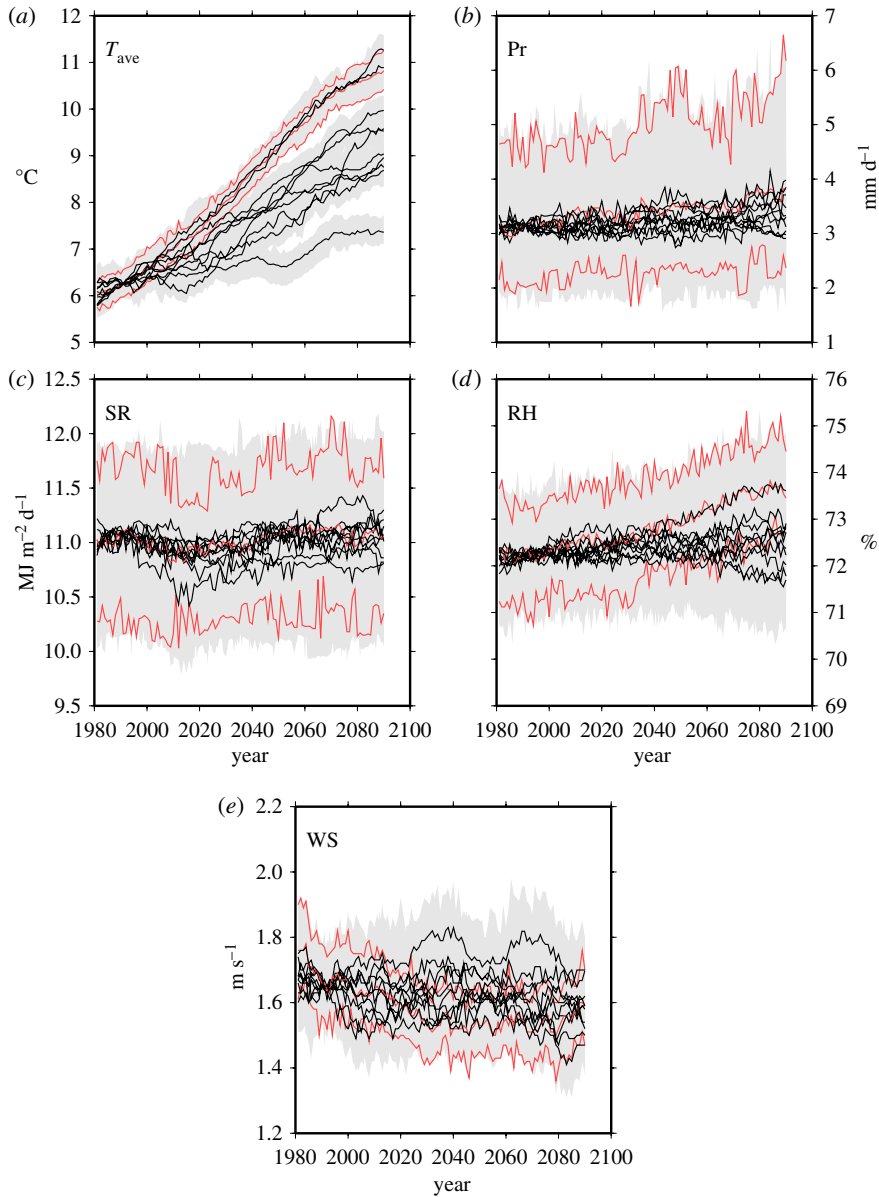 (a)
12
11
10
9
8
7
6
5
°C
T_ave
(b)
7
6
5
4
3
2
1
mm d⁻¹
Pr
(c)
12.5
12.0
11.5
11.0
10.5
10.0
9.5
MJ m⁻² d⁻¹
SR
1980 2000 2020 2040 2060 2080 2100
year
(d)
76
75
74
73
72
71
70
69
%
RH
1980 2000 2020 2040 2060 2080 2100
year
(e)
2.2
2.0
1.8
1.6
1.4
1.2
m s⁻¹
WS
1980 2000 2020 2040 2060 2080 2100
year